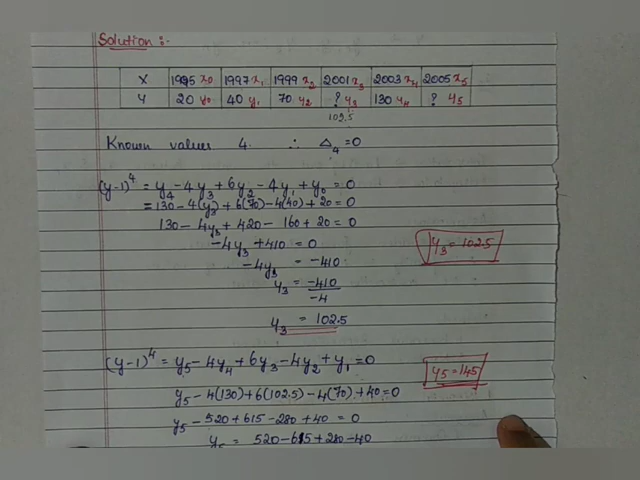 Solution :-
X 1995 x0 1997 x1 1999 x2 2001 x3 2003 x4 2005 x5
Y 20 y0 40 y1 70 y2 ? y3 130 y4 ? y5
102.5
Known values 4. ∴ Δ4 = 0
(y-1)^4 = y4 - 4y3 + 6y2 - 4y1 + y0 = 0
= 130 - 4(y3) + 6(70) - 4(40) + 20 = 0
130 - 4y3 + 420 - 160 + 20 = 0
-4y3 + 410 = 0
y3 = 102.5
-4y3 = -410
y3 = -410/-4
y3 = 102.5
(y-1)^4 = y5 - 4y4 + 6y3 - 4y2 + y1 = 0
y5 = 145
y5 - 4(130) + 6(102.5) - 4(70) + 40 = 0
y5 - 520 + 615 - 280 + 40 = 0
y5 = 520 - 615 + 280 - 40